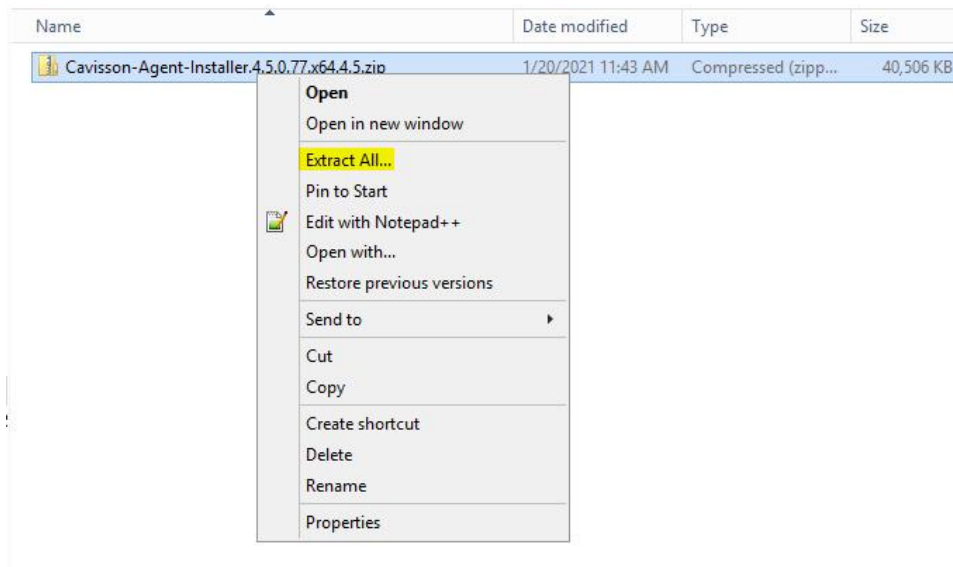 Name Date modified Type Size
Cavisson-Agent-Installer.4.5.0.77.x64.4.5.zip 1/20/2021 11:43 AM Compressed (zipp... 40,506 KB
Open
Open in new window
Extract All...
Pin to Start
Edit with Notepad++
Open with...
Restore previous versions
Send to
Cut
Copy
Create shortcut
Delete
Rename
Properties